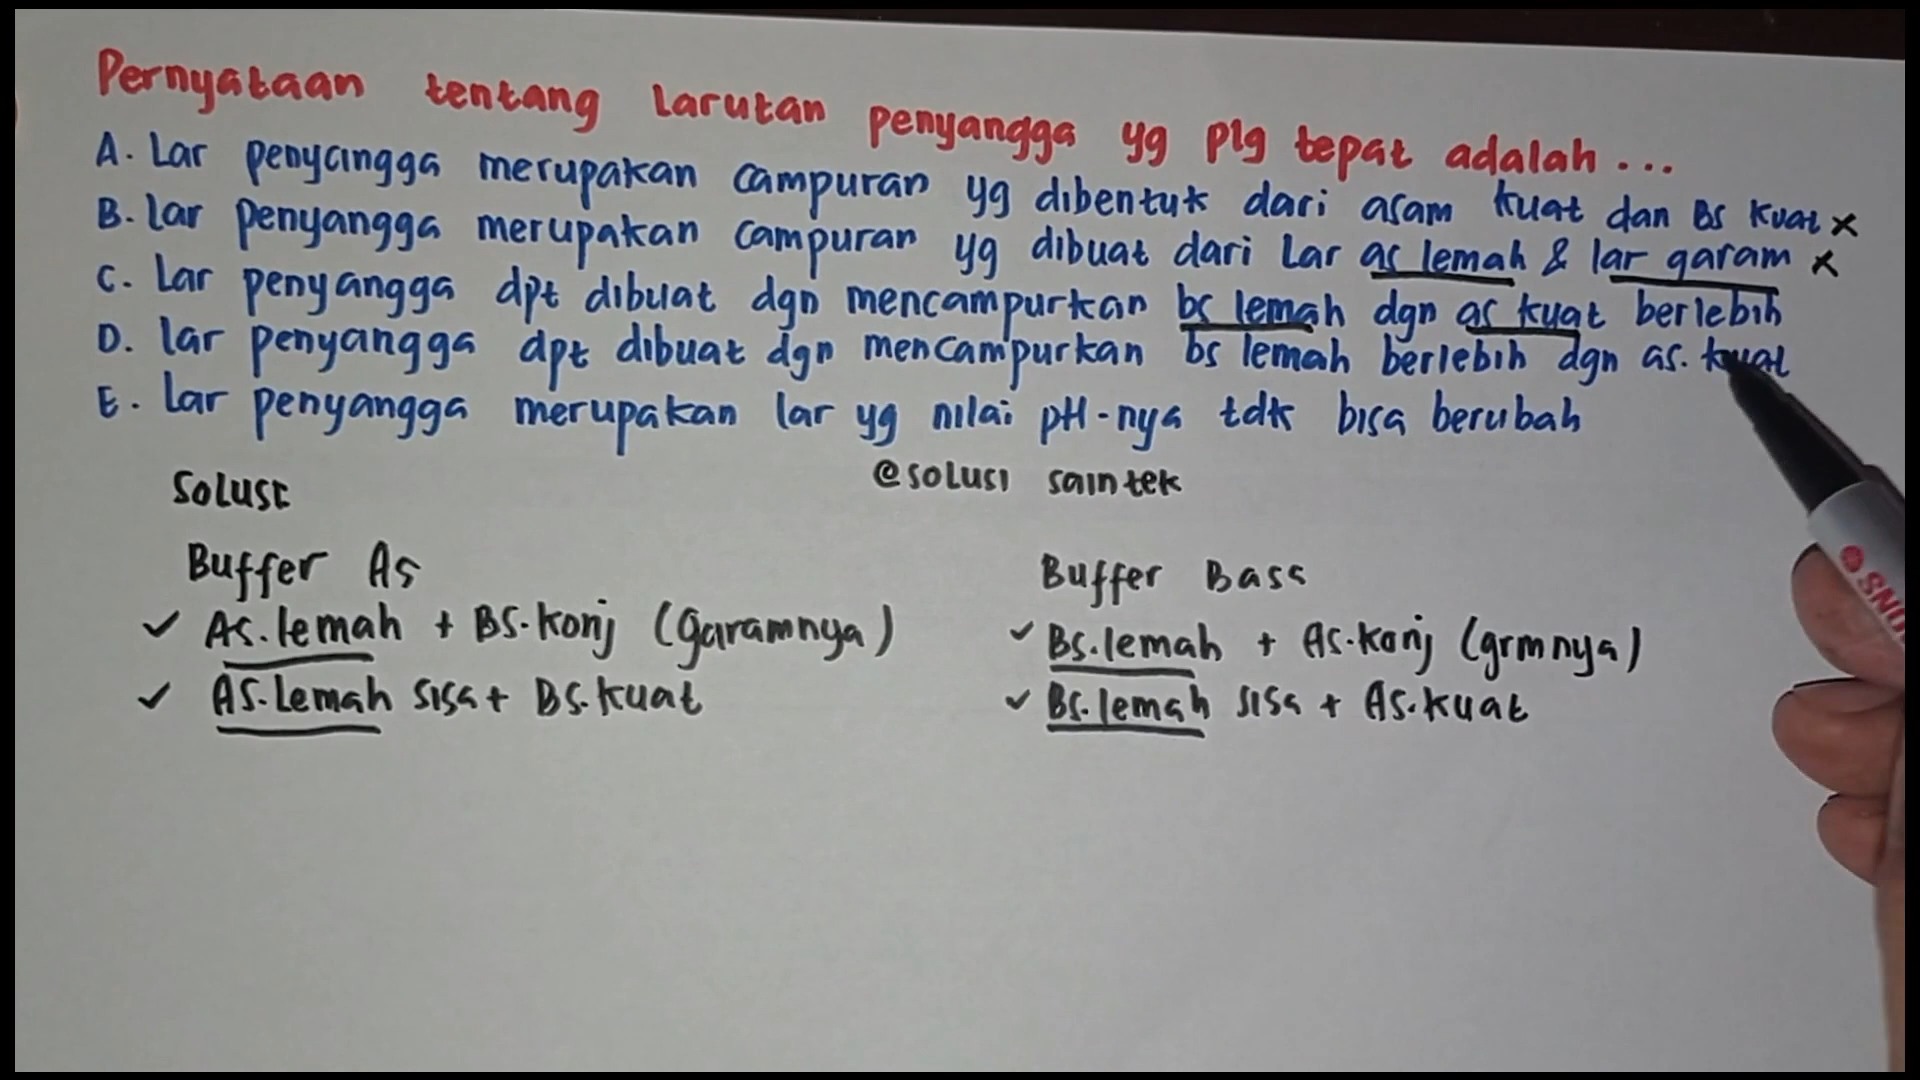 Pernyataan tentang Larutan penyangga yg plg tepat adalah...
A. Lar penyangga merupakan campuran yg dibentuk dari asam kuat dan Bs kuat x
B. lar penyangga merupakan campuran yg dibuat dari Lar as lemah & lar garam x
C. Lar penyangga dpt dibuat dgn mencampurkan bs lemah dgn as kuat berlebih
D. lar penyangga dpt dibuat dgn mencampurkan bs lemah berlebih dgn as. kuat
E. lar penyangga merupakan lar yg nilai pH-nya tdk bisa berubah
@solusi saintek
Solusi
Buffer As
✓ As.lemah + BS.konj (garamnya)
✓ AS.Lemah sisa + Bs.kuat
Buffer Basa
✓ Bs.lemah + As.konj (grmnya)
✓ Bs.lemah sisa + As.kuat